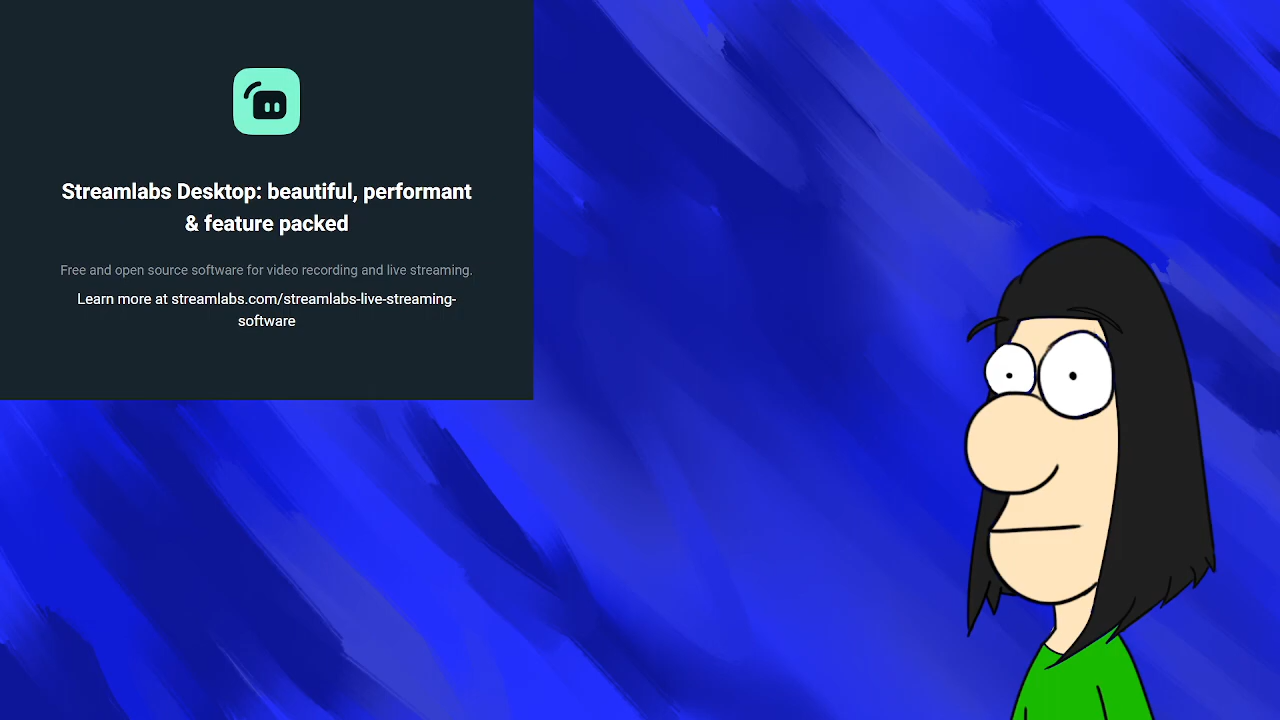 Streamlabs Desktop: beautiful, performant
& feature packed
Free and open source software for video recording and live streaming.
Learn more at streamlabs.com/streamlabs-live-streaming-
software